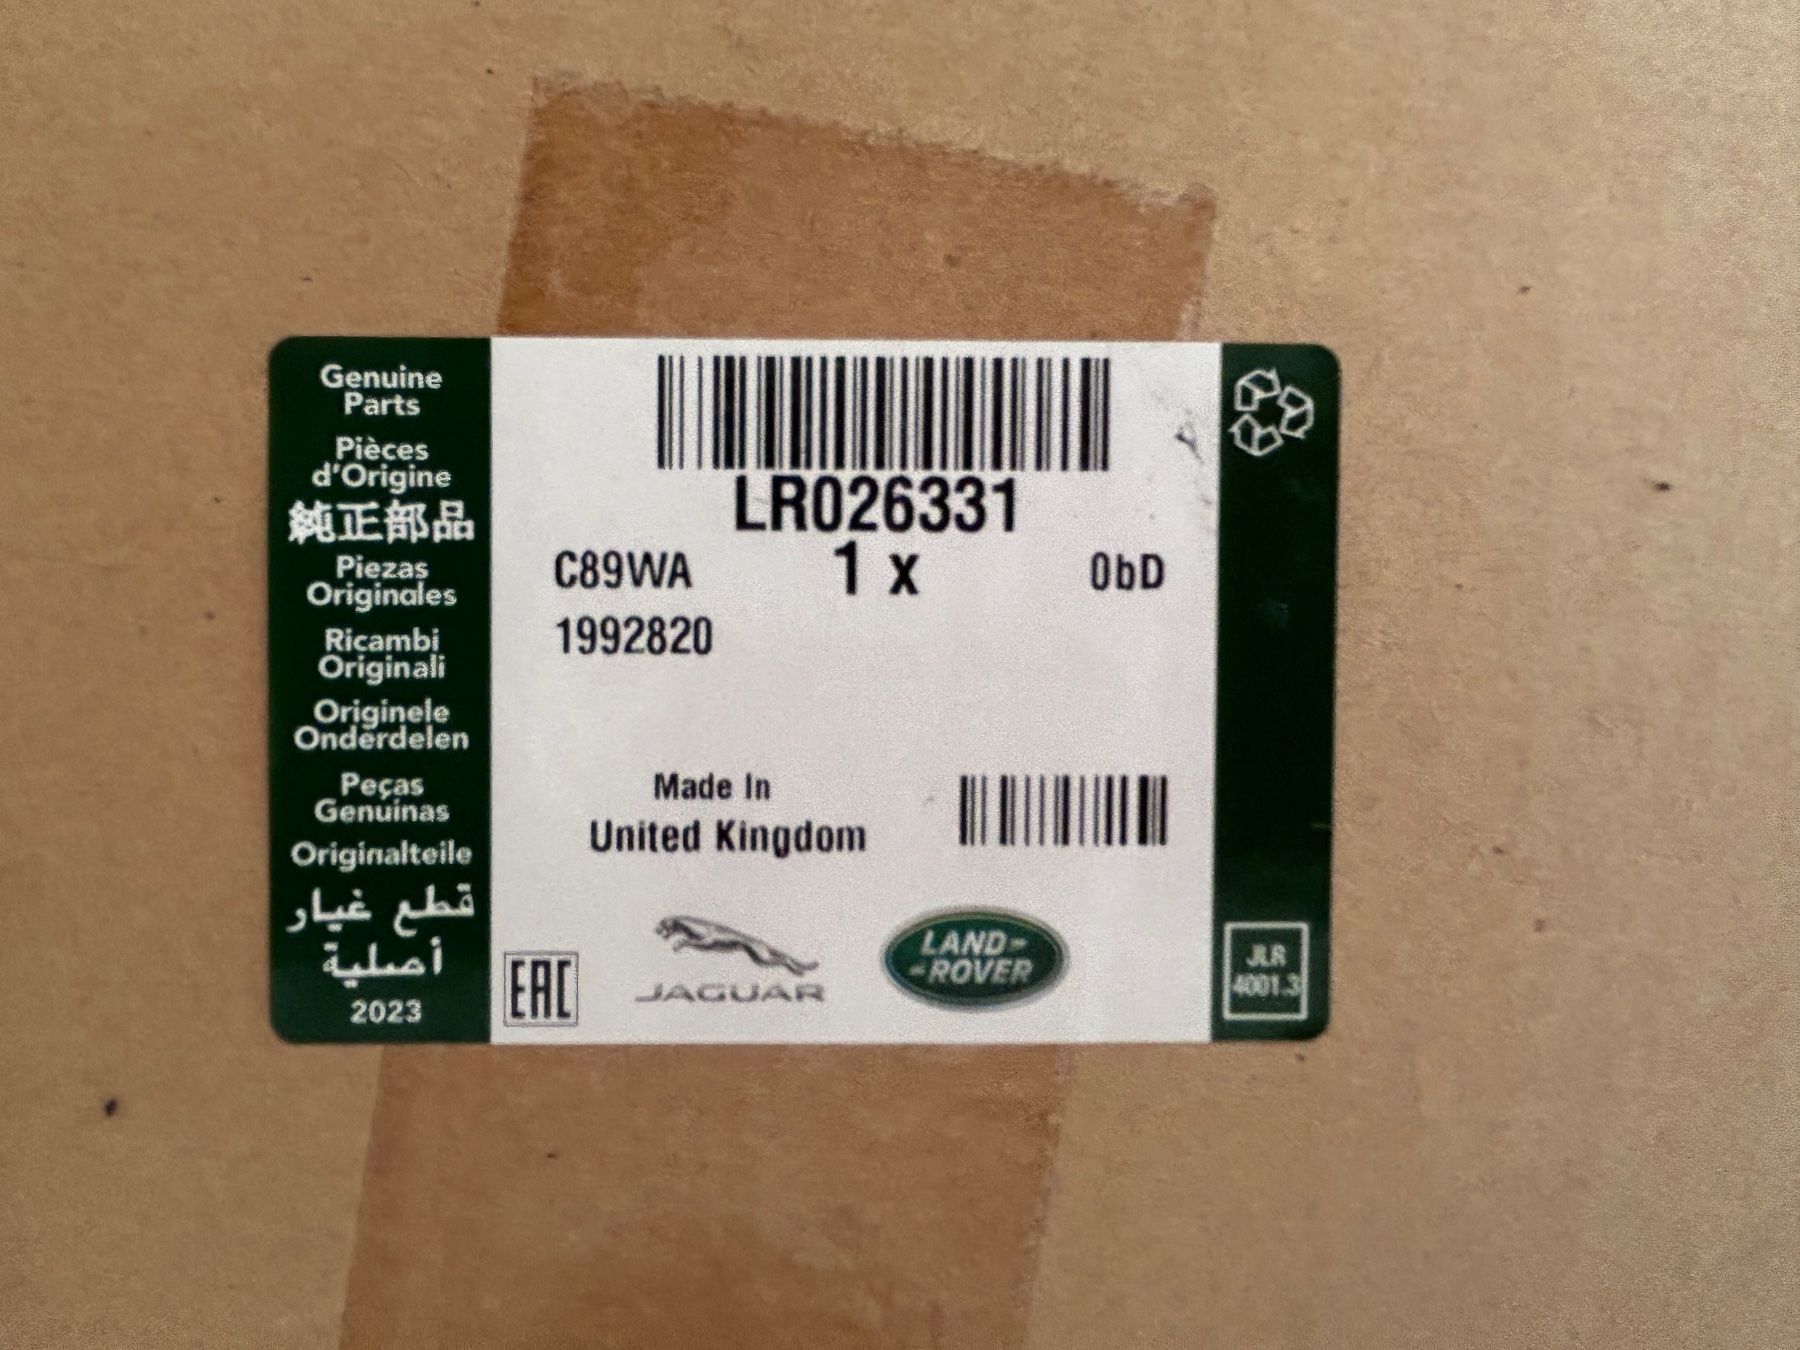 Genuine
Parts
Pièces
d'Origine
純正部品
Piezas
Originales
Ricambi
Originali
Originele
Onderdelen
Peças
Genuínas
Originalteile
قطع غيار
أصلية
2023
LR026331
C89WA 1 x 0bD
1992820
Made In
United Kingdom
EAC
JAGUAR
LAND-
-ROVER
JLR
4001.3